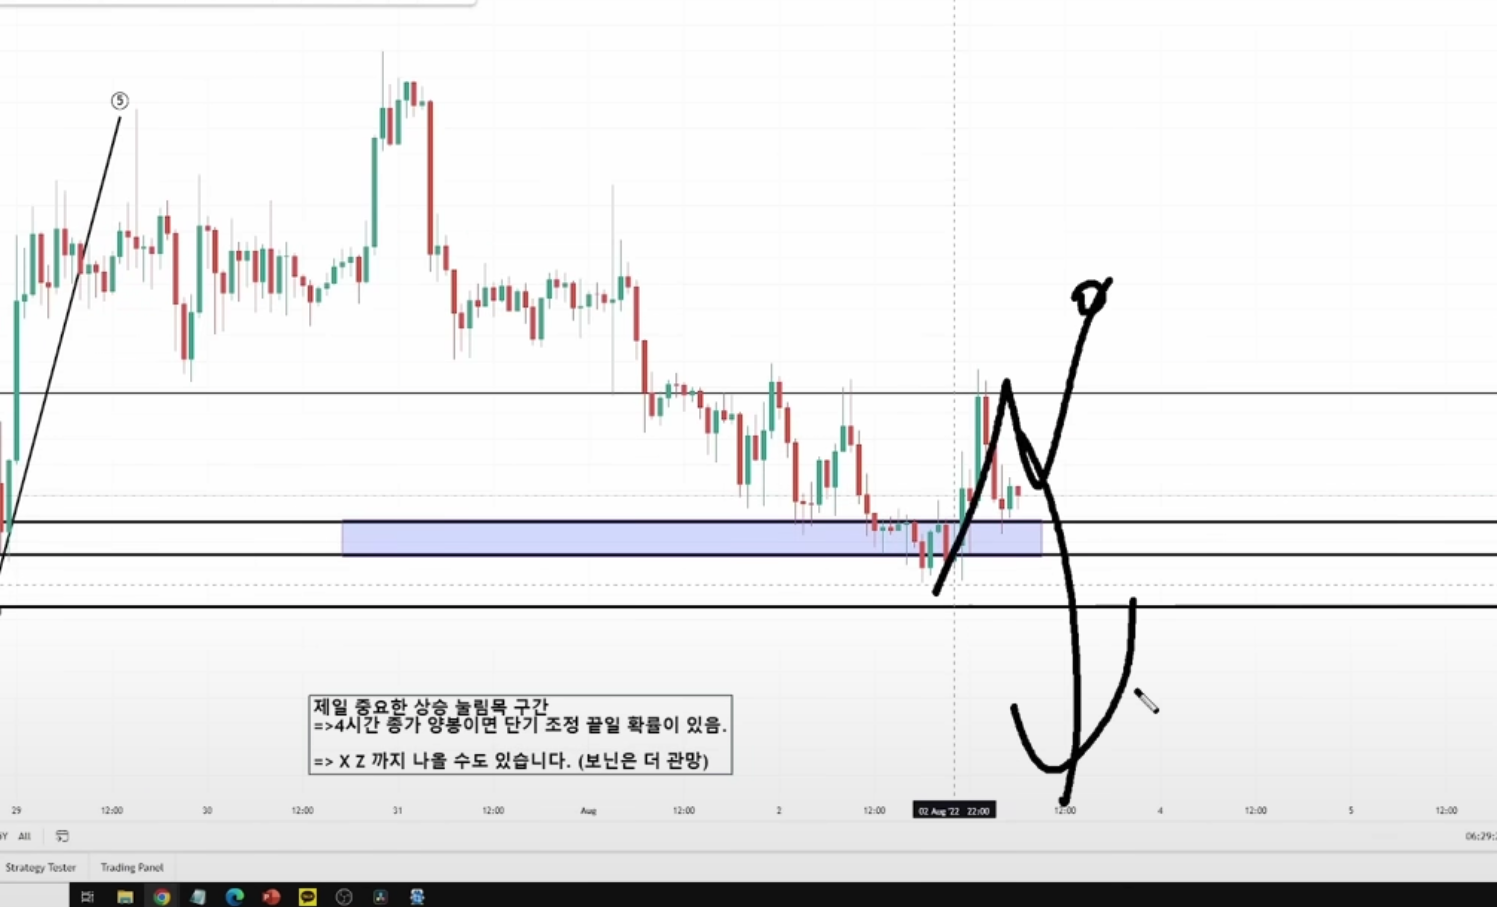 ⑤
제일 중요한 상승 눌림목 구간
=>4시간 종가 양봉이면 단기 조정 끝일 확률이 있음.
=> X Z 까지 나올 수도 있습니다. (보닌은 더 관망)
29 12:00 30 12:00 31 12:00 Aug 12:00 2 12:00 02 Aug '22 22:00 12:00 4 12:00 5 12:00
All
Strategy Tester Trading Panel